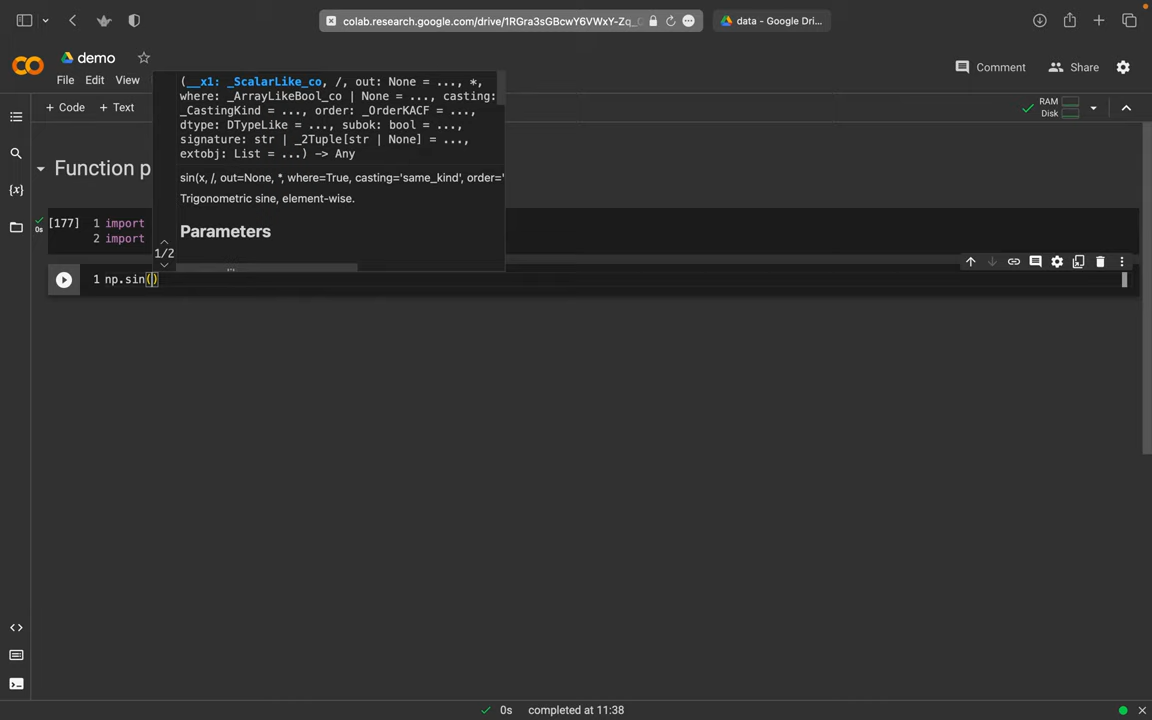 colab.research.google.com/drive/1RGra3sGBcwY6VWxY-Zq_
data - Google Dri...
demo
File Edit View
Comment
Share
+ Code + Text
RAM
Disk
(__x1: _ScalarLike_co, /, out: None = ..., *,
where: _ArrayLikeBool_co | None = ..., casting:
_CastingKind = ..., order: _OrderKACF = ...,
dtype: DTypeLike = ..., subok: bool = ...,
signature: str | _2Tuple[str | None] = ...,
extobj: List = ...) -> Any
sin(x, /, out=None, *, where=True, casting='same_kind', order='
Trigonometric sine, element-wise.
Parameters
1/2
Function p
[177]
0s
1 import
2 import
1 np.sin()
0s completed at 11:38